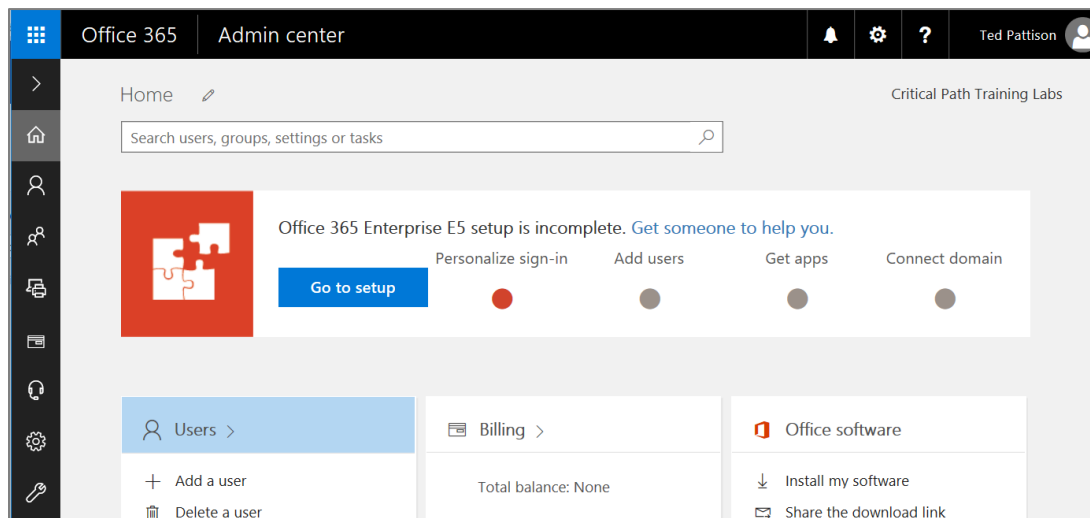 Office 365 Admin center ? Ted Pattison
Home
Critical Path Training Labs
Search users, groups, settings or tasks
Office 365 Enterprise E5 setup is incomplete. Get someone to help you.
Go to setup
Personalize sign-in Add users Get apps Connect domain
Users >
Add a user
Delete a user
Billing >
Total balance: None
Office software
Install my software
Share the download link